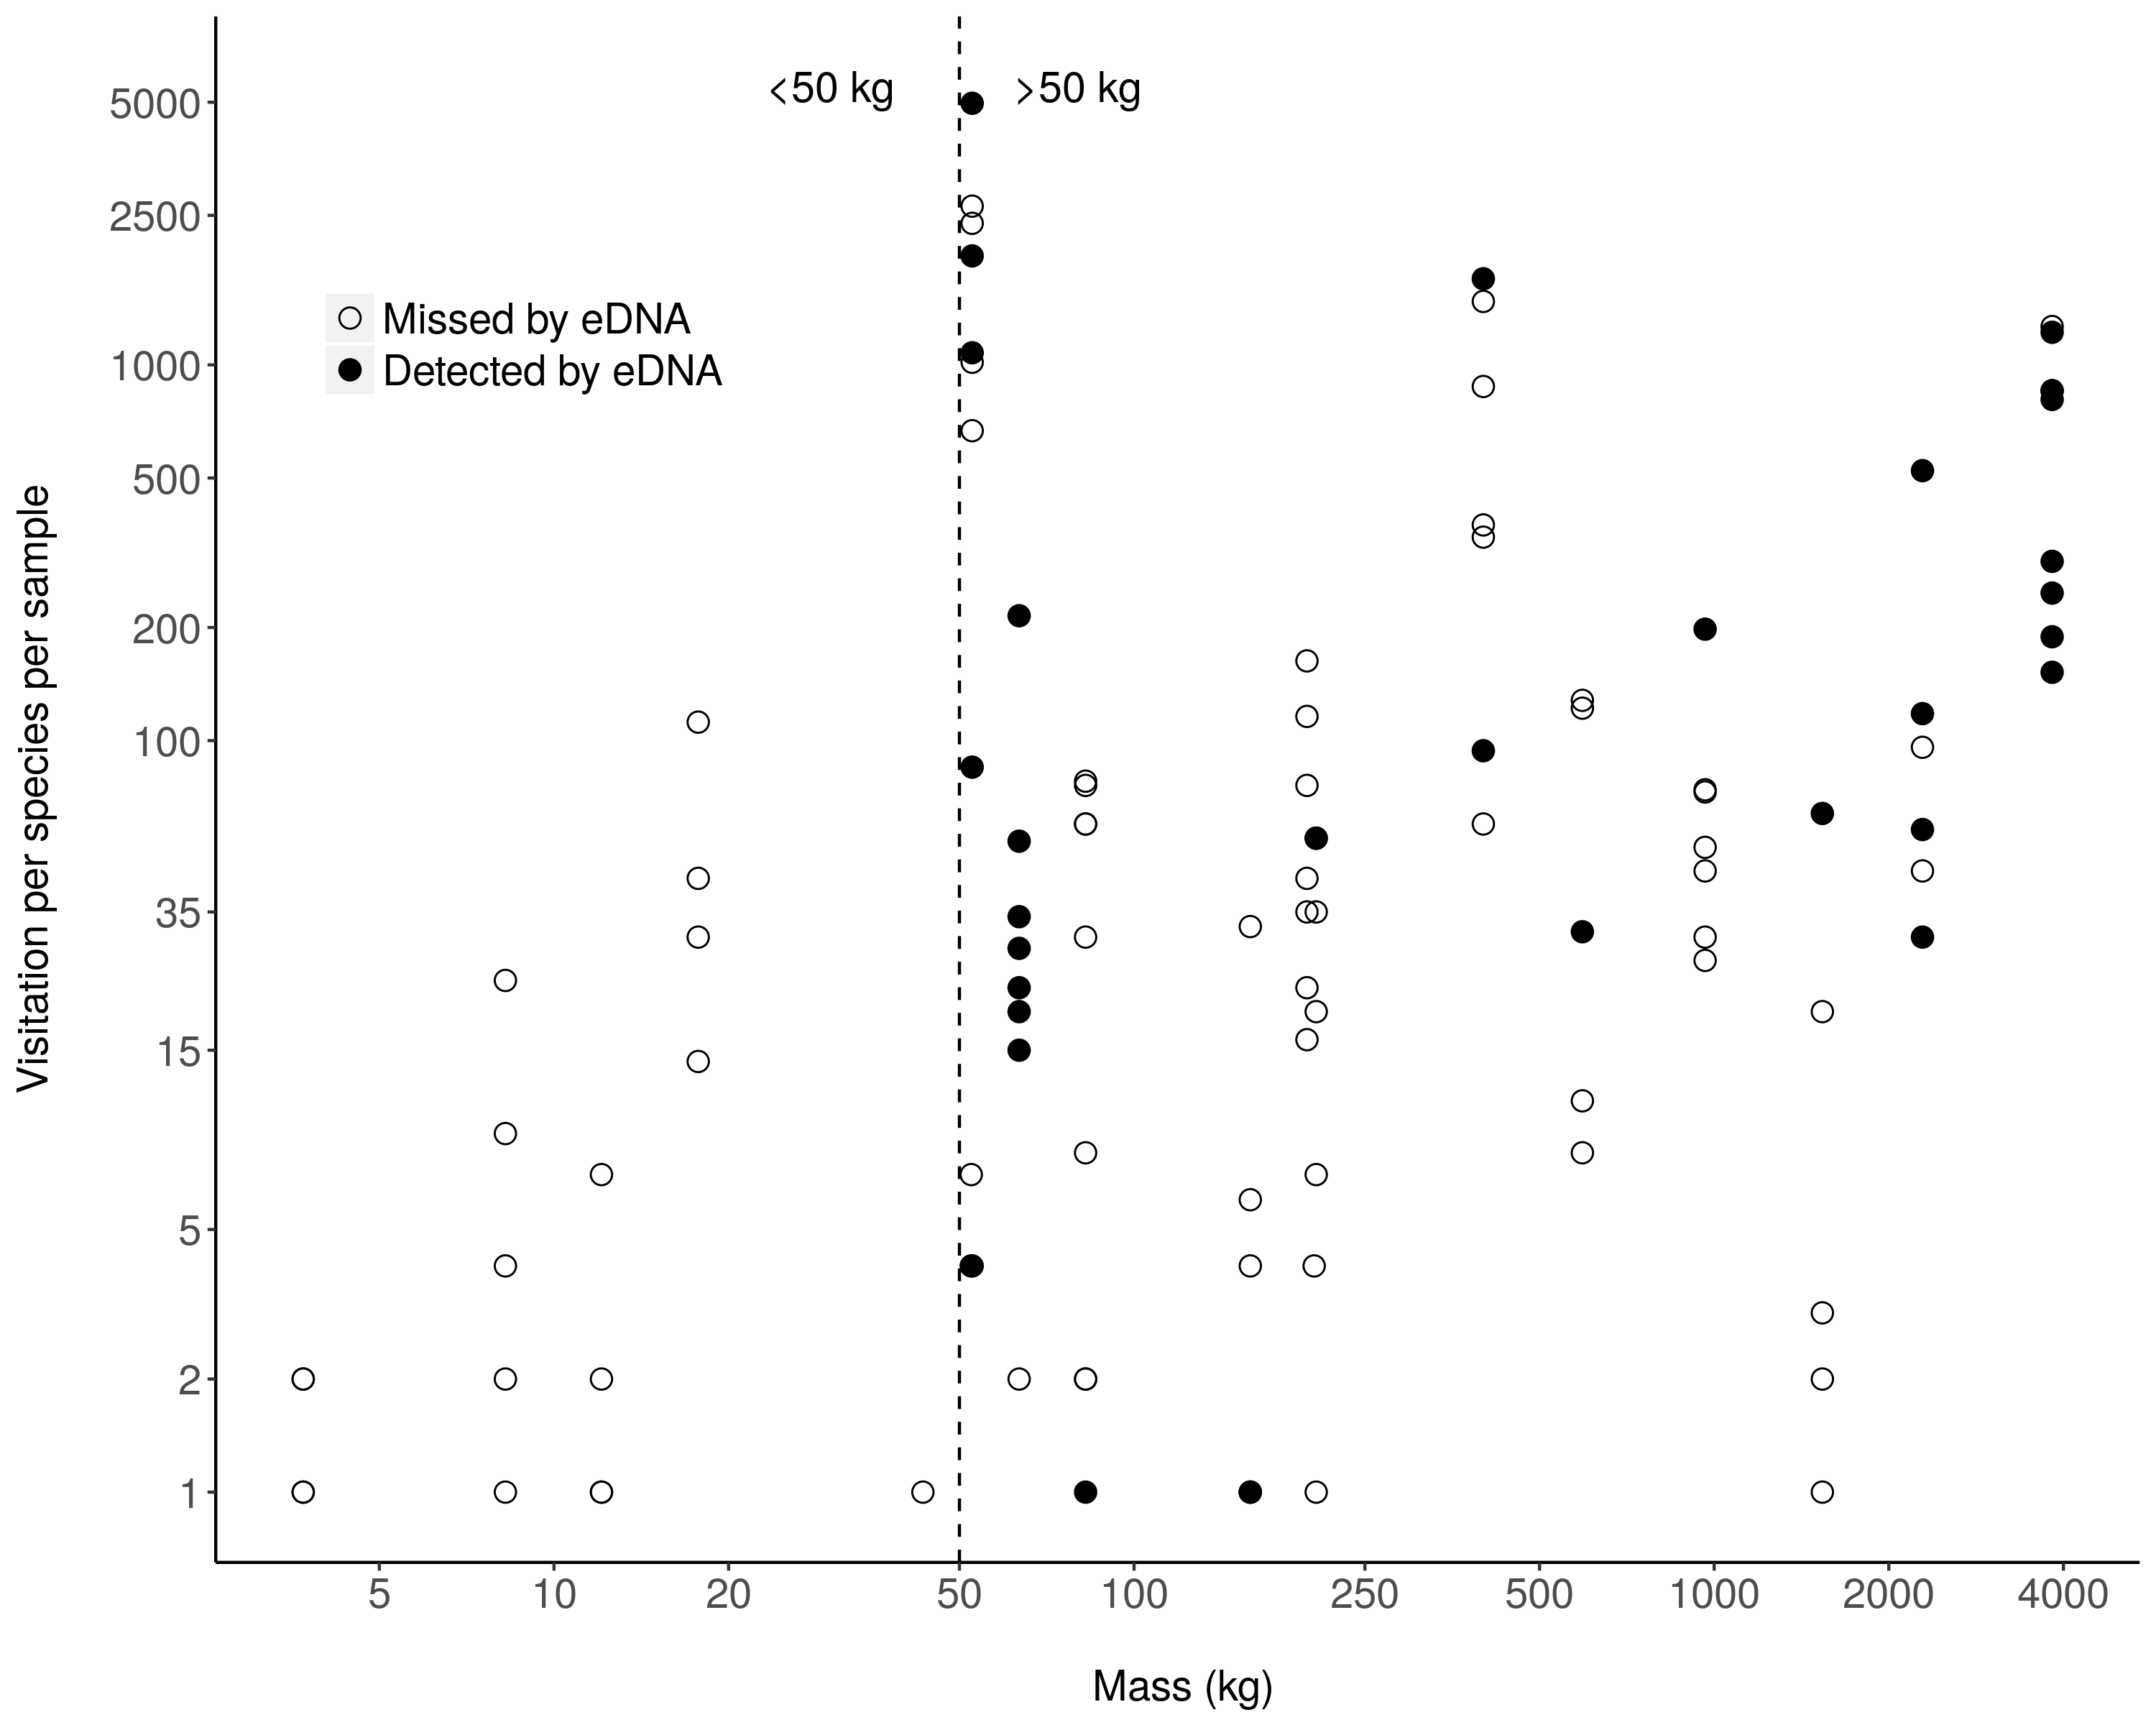 <50 kg
>50 kg
Missed by eDNA
Detected by eDNA
Visitation per species per sample
5000
2500
1000
500
200
100
35
15
5
2
1
5 10 20 50 100 250 500 1000 2000 4000
Mass (kg)